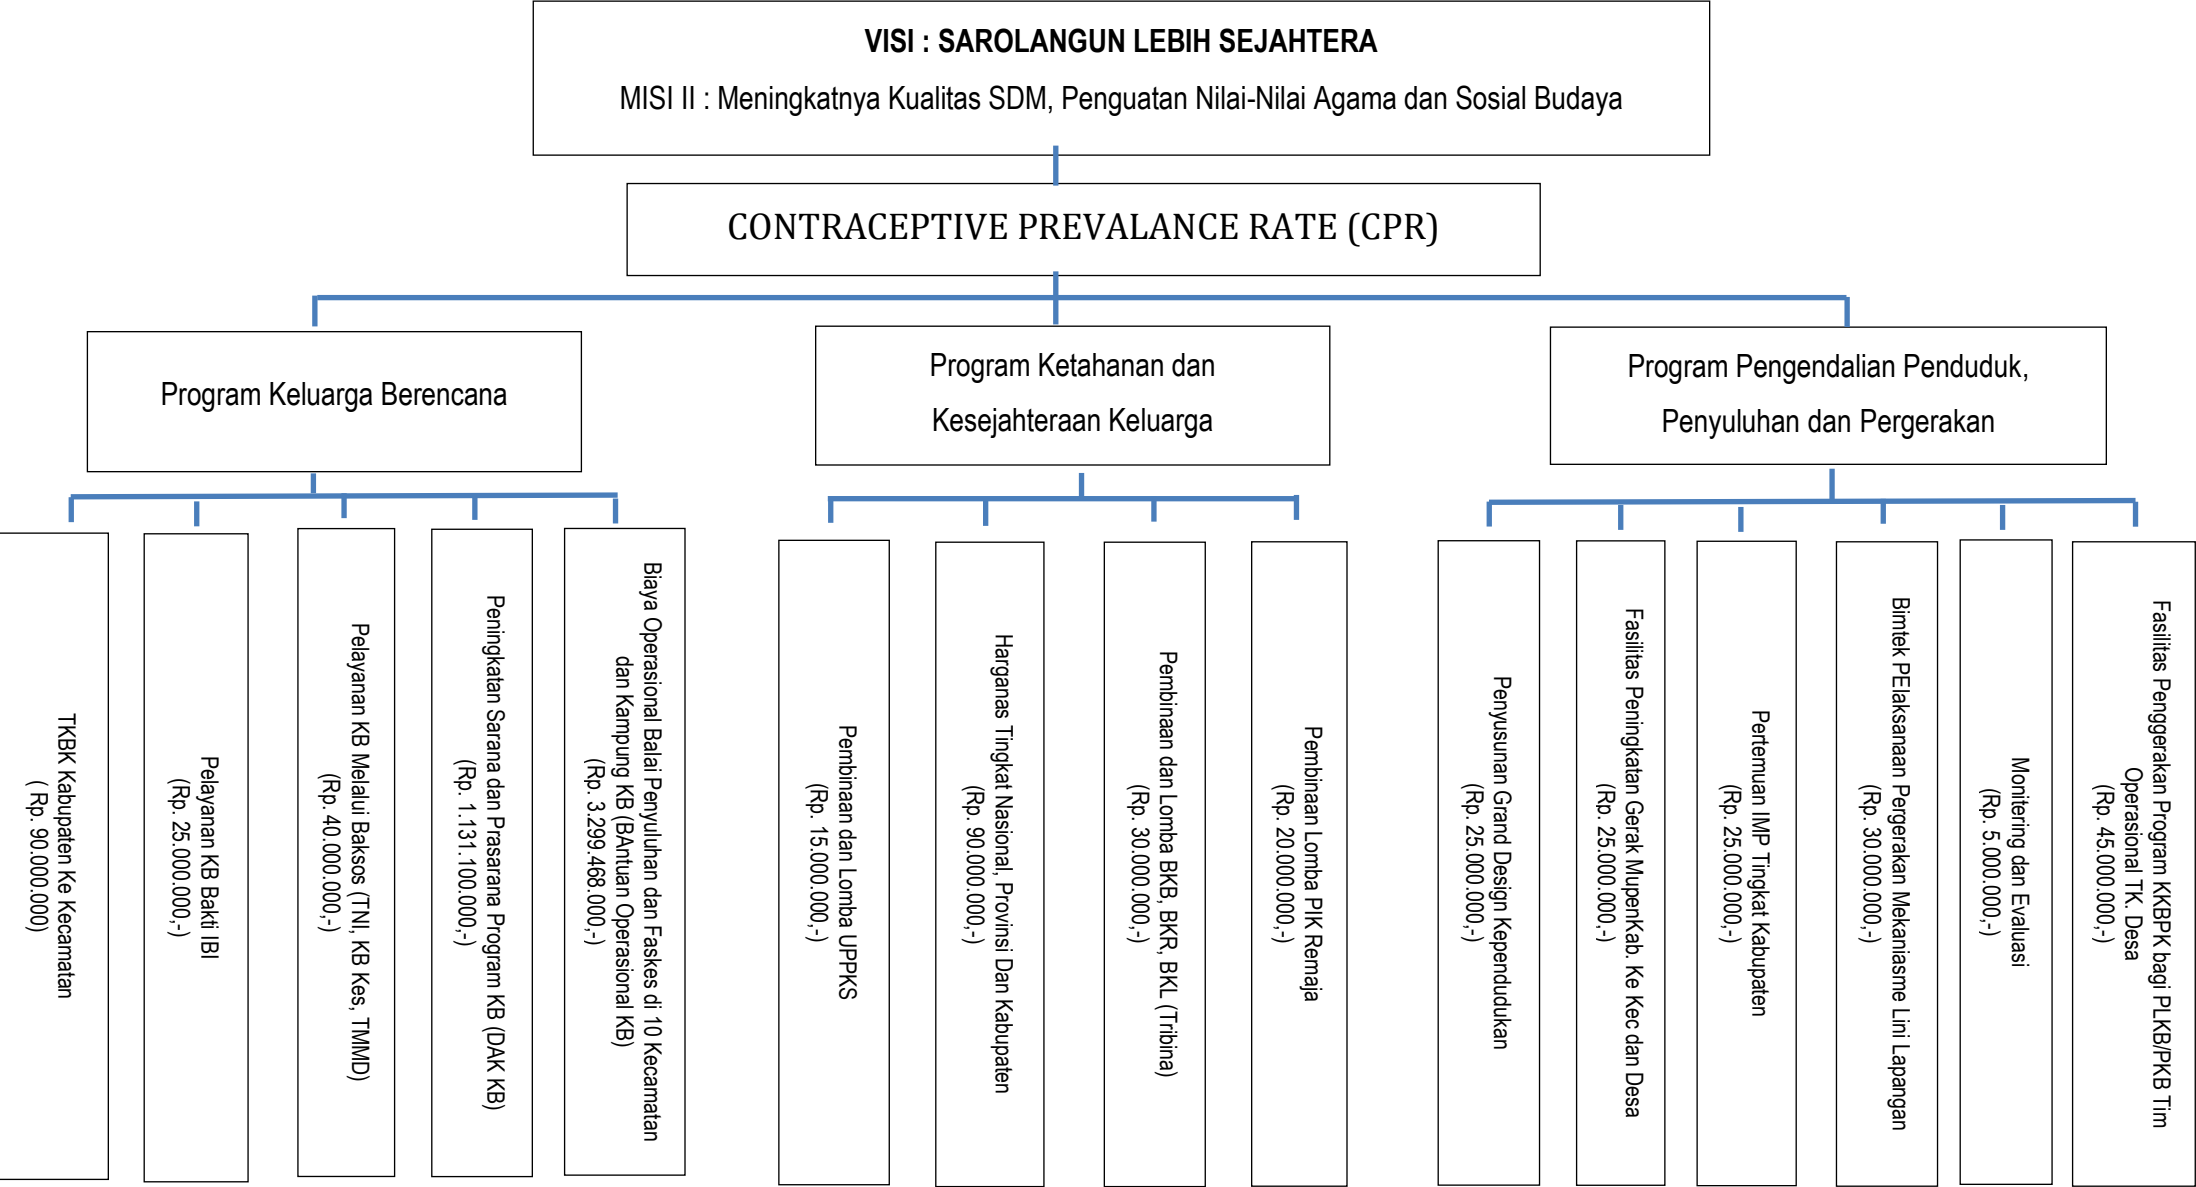 VISI : SAROLANGUN LEBIH SEJAHTERA
MISI II : Meningkatnya Kualitas SDM, Penguatan Nilai-Nilai Agama dan Sosial Budaya
CONTRACEPTIVE PREVALANCE RATE (CPR)
Program Keluarga Berencana
Program Ketahanan dan
Kesejahteraan Keluarga
Program Pengendalian Penduduk,
Penyuluhan dan Pergerakan
TKBK Kabupaten Ke Kecamatan
( Rp. 90.000.000)
Pelayanan KB Bakti IBI
(Rp. 25.000.000,-)
Pelayanan KB Melalui Baksos (TNI, KB Kes, TMMD)
(Rp. 40.000.000,-)
Peningkatan Sarana dan Prasarana Program KB (DAK KB)
(Rp. 1.131.100.000,-)
Biaya Operasional Balai Penyuluhan dan Faskes di 10 Kecamatan
dan Kampung KB (BAntuan Operasional KB)
(Rp. 3.299.468.000,-)
Pembinaan dan Lomba UPPKS
(Rp. 15.000.000,-)
Harganas Tingkat Nasional, Provinsi Dan Kabupaten
(Rp. 90.000.000,-)
Pembinaan dan Lomba BKB, BKR, BKL (Tribina)
(Rp. 30.000.000,-)
Pembinaan Lomba PIK Remaja
(Rp. 20.000.000,-)
Penyusunan Grand Design Kependudukan
(Rp. 25.000.000,-)
Fasilitas Peningkatan Gerak MupenKab. Ke Kec dan Desa
(Rp. 25.000.000,-)
Pertemuan IMP Tingkat Kabupaten
(Rp. 25.000.000,-)
Bimtek PElaksanaan Pergerakan Mekaniasme Lini Lapangan
(Rp. 30.000.000,-)
Monitering dan Evaluasi
(Rp. 5.000.000,-)
Fasilitas Penggerakan Program KKBPK bagi PLKB/PKB Tim
Operasional TK. Desa
(Rp. 45.000.000,-)